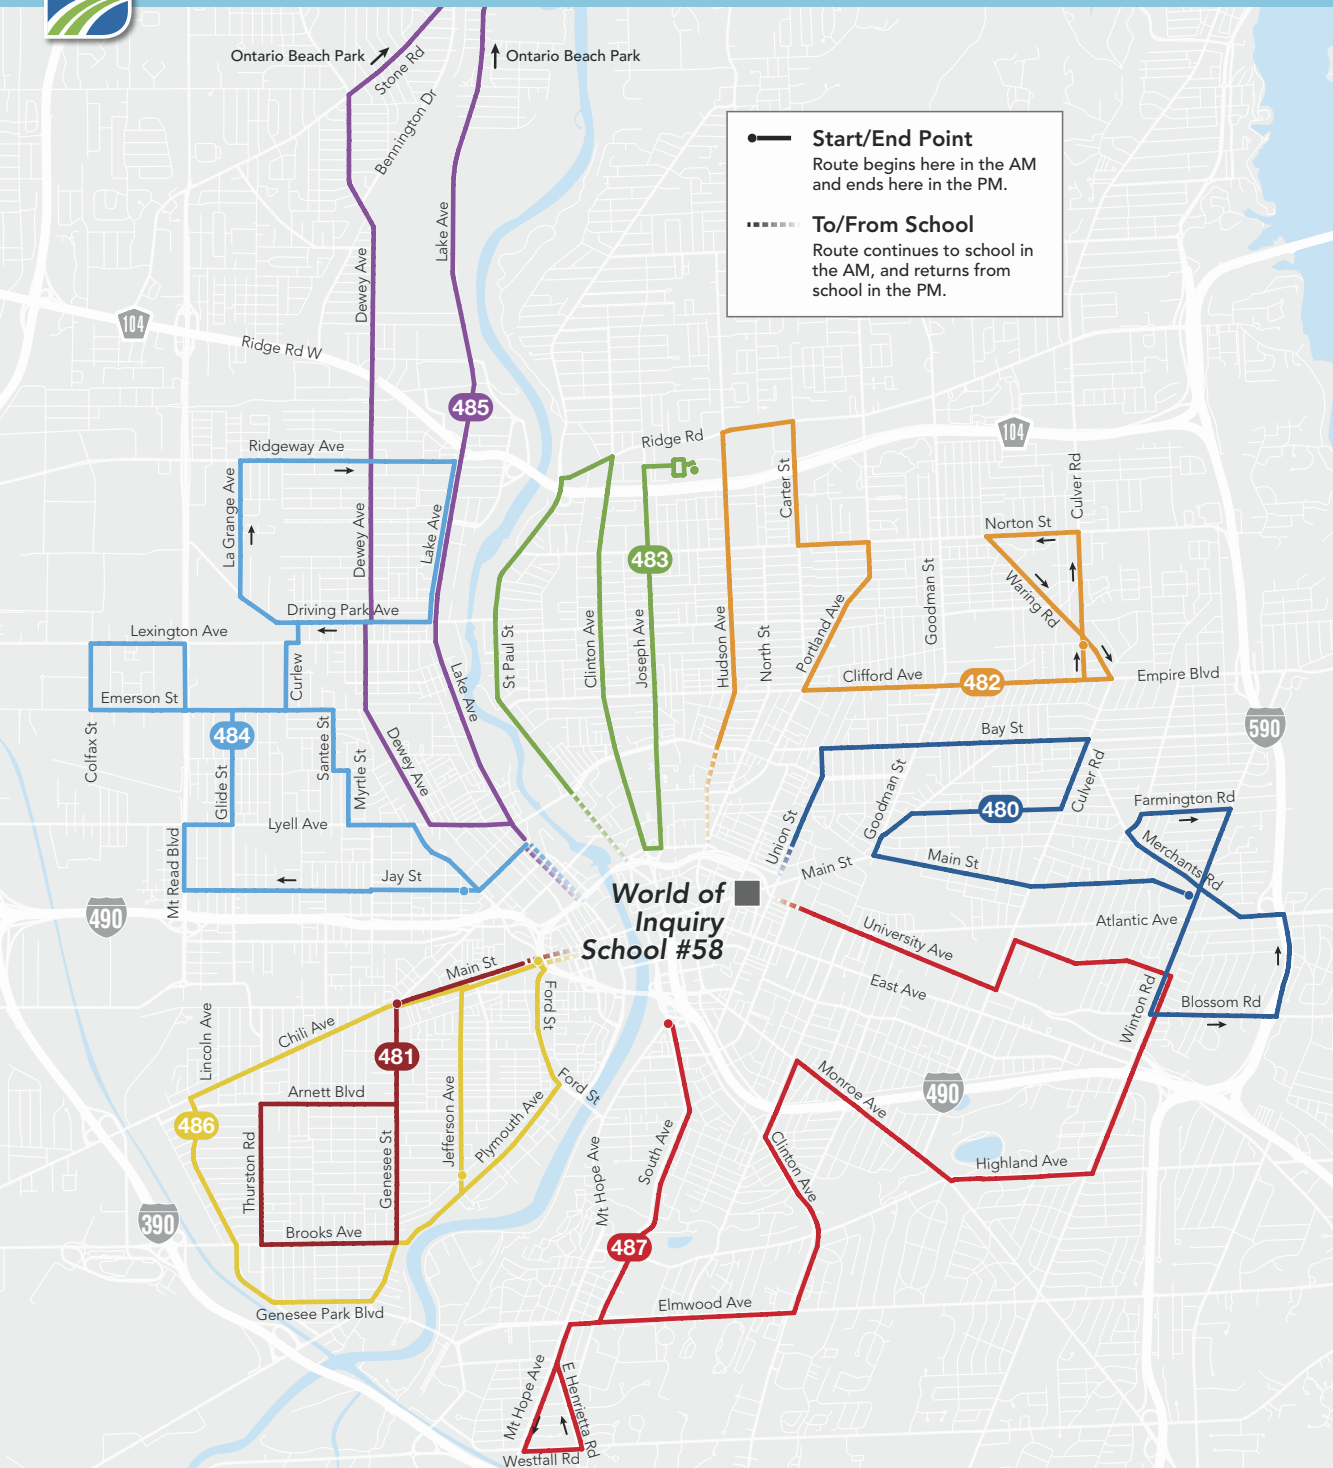 Ontario Beach Park
Ontario Beach Park
Stone Rd
Bennington Dr
Start/End Point
Route begins here in the AM
and ends here in the PM.
To/From School
Route continues to school in
the AM, and returns from
school in the PM.
Lake Ave
Dewey Ave
104
Ridge Rd W
485
Ridgeway Ave
Ridge Rd
104
Carter St
Culver Rd
La Grange Ave
Dewey Ave
Lake Ave
Norton St
483
Goodman St
Waring Rd
Driving Park Ave
Lexington Ave
St Paul St
Clinton Ave
Joseph Ave
Hudson Ave
North St
Portland Ave
Curlew
Clifford Ave
482
Empire Blvd
Emerson St
Lake Ave
Colfax St
484
Santee St
Dewey Ave
Bay St
590
Glide St
Myrtle St
Goodman St
Culver Rd
Lyell Ave
480
Farmington Rd
Union St
Mt Read Blvd
Jay St
Main St
Main St
Merchants Rd
World of
Inquiry
School #58
490
Atlantic Ave
University Ave
Main St
East Ave
Ford St
Winton Rd
Blossom Rd
Lincoln Ave
Chili Ave
481
Arnett Blvd
Ford St
Monroe Ave
490
486
Jefferson Ave
Plymouth Ave
Thurston Rd
Genesee St
Mt Hope Ave
South Ave
Clinton Ave
Highland Ave
390
Brooks Ave
487
Genesee Park Blvd
Elmwood Ave
Mt Hope Ave
E Henrietta Rd
Westfall Rd